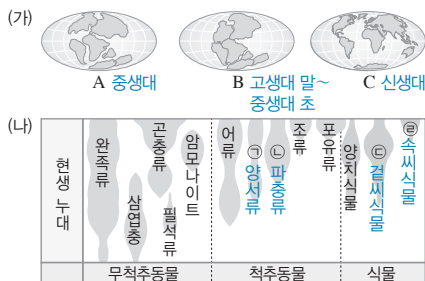 (가)
A 중생대
B 고생대 말~
중생대 초
C 신생대
(나)
현생 누대
완족류
삼엽충
곤충류
필석류
암모나이트
어류
㉠ 양서류
㉡ 파충류
조류
포유류
양치식물
㉢ 겉씨식물
㉣ 속씨식물
무척추동물
척추동물
식물